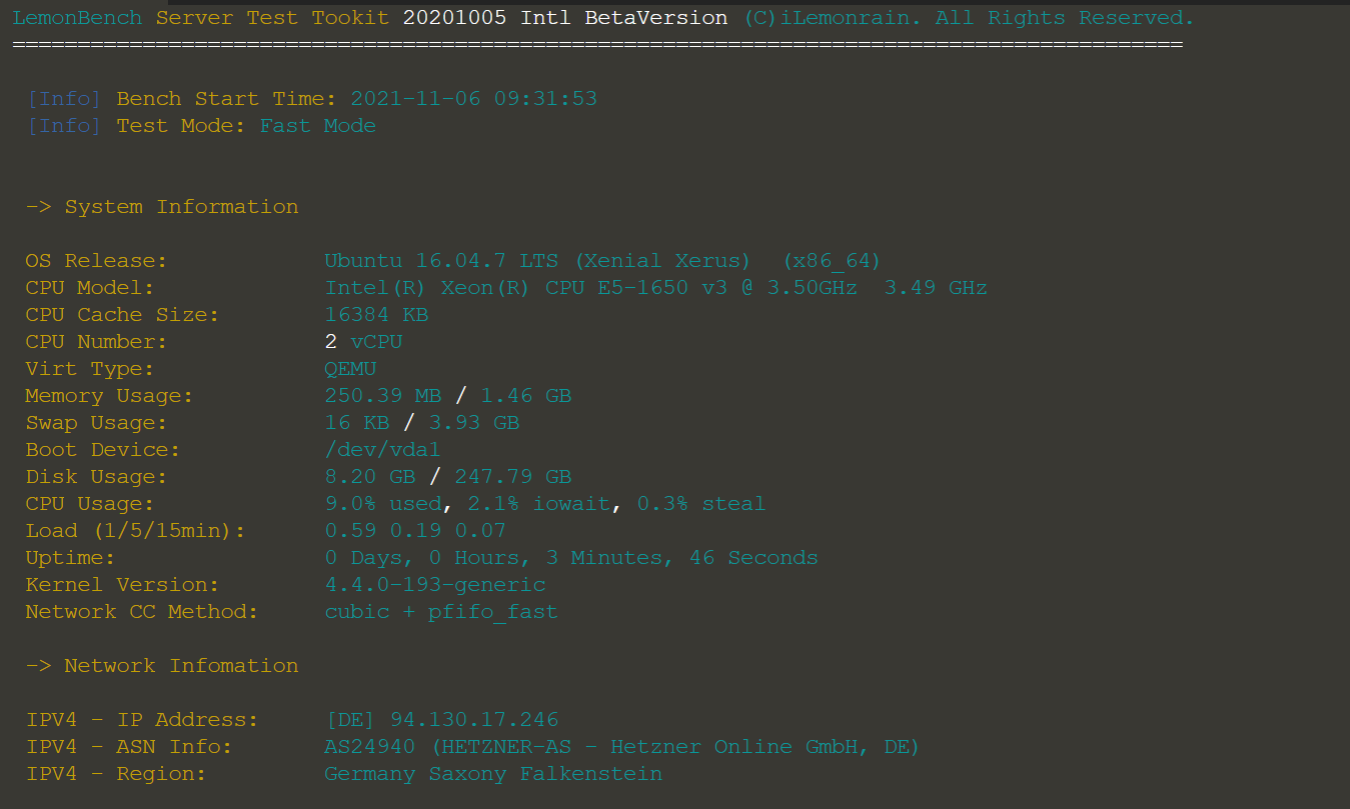 LemonBench Server Test Tookit 20201005 Intl BetaVersion (C)iLemonrain. All Rights Reserved.
==========================================================================================
[Info] Bench Start Time: 2021-11-06 09:31:53
[Info] Test Mode: Fast Mode
-> System Information
OS Release: Ubuntu 16.04.7 LTS (Xenial Xerus)  (x86_64)
CPU Model: Intel(R) Xeon(R) CPU E5-1650 v3 @ 3.50GHz  3.49 GHz
CPU Cache Size: 16384 KB
CPU Number: 2 vCPU
Virt Type: QEMU
Memory Usage: 250.39 MB / 1.46 GB
Swap Usage: 16 KB / 3.93 GB
Boot Device: /dev/vda1
Disk Usage: 8.20 GB / 247.79 GB
CPU Usage: 9.0% used, 2.1% iowait, 0.3% steal
Load (1/5/15min): 0.59 0.19 0.07
Uptime: 0 Days, 0 Hours, 3 Minutes, 46 Seconds
Kernel Version: 4.4.0-193-generic
Network CC Method: cubic + pfifo_fast
-> Network Infomation
IPV4 - IP Address: [DE] 94.130.17.246
IPV4 - ASN Info: AS24940 (HETZNER-AS - Hetzner Online GmbH, DE)
IPV4 - Region: Germany Saxony Falkenstein